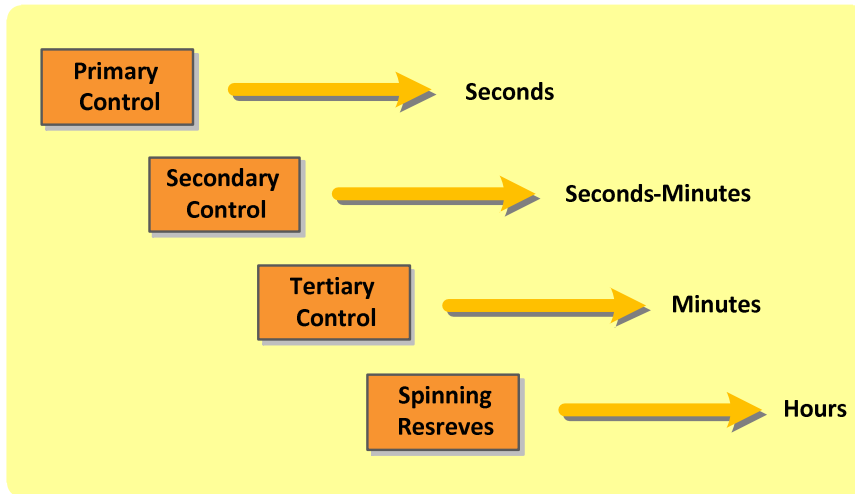 Primary
Control
Seconds
Secondary
Control
Seconds-Minutes
Tertiary
Control
Minutes
Spinning
Resreves
Hours